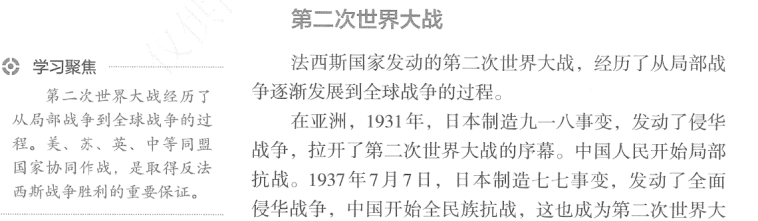 第二次世界大战
学习聚焦
第二次世界大战经历了
从局部战争到全球战争的过
程。美、苏、英、中等同盟
国家协同作战，是取得反法
西斯战争胜利的重要保证。
法西斯国家发动的第二次世界大战，经历了从局部战
争逐渐发展到全球战争的过程。
在亚洲，1931年，日本制造九一八事变，发动了侵华
战争，拉开了第二次世界大战的序幕。中国人民开始局部
抗战。1937年7月7日，日本制造七七事变，发动了全面
侵华战争，中国开始全民族抗战，这也成为第二次世界大